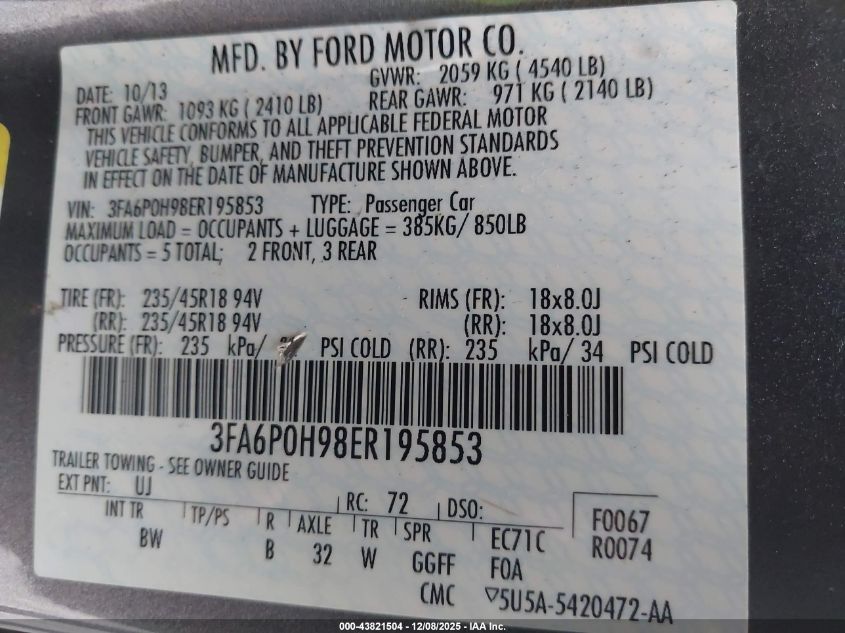 MFD. BY FORD MOTOR CO.
DATE: 10/13 GVWR: 2059 KG ( 4540 LB)
FRONT GAWR: 1093 KG ( 2410 LB) REAR GAWR: 971 KG ( 2140 LB)
THIS VEHICLE CONFORMS TO ALL APPLICABLE FEDERAL MOTOR
VEHICLE SAFETY, BUMPER, AND THEFT PREVENTION STANDARDS
IN EFFECT ON THE DATE OF MANUFACTURE SHOWN ABOVE.
VIN: 3FA6P0H98ER195853 TYPE: Passenger Car
MAXIMUM LOAD = OCCUPANTS + LUGGAGE = 385KG/ 850LB
OCCUPANTS = 5 TOTAL; 2 FRONT, 3 REAR
TIRE (FR): 235/45R18 94V RIMS (FR): 18x8.0J
(RR): 235/45R18 94V (RR): 18x8.0J
PRESSURE (FR): 235 kPa/ PSI COLD (RR): 235 kPa/ 34 PSI COLD
3FA6P0H98ER195853
TRAILER TOWING - SEE OWNER GUIDE
EXT PNT: UJ RC: 72 DSO: F0067
INT TR TP/PS R AXLE TR SPR EC71C R0074
BW B 32 W GGFF FOA
CMC ▽5U5A-5420472-AA
000-43821504 | 12/08/2025 - IAA Inc.